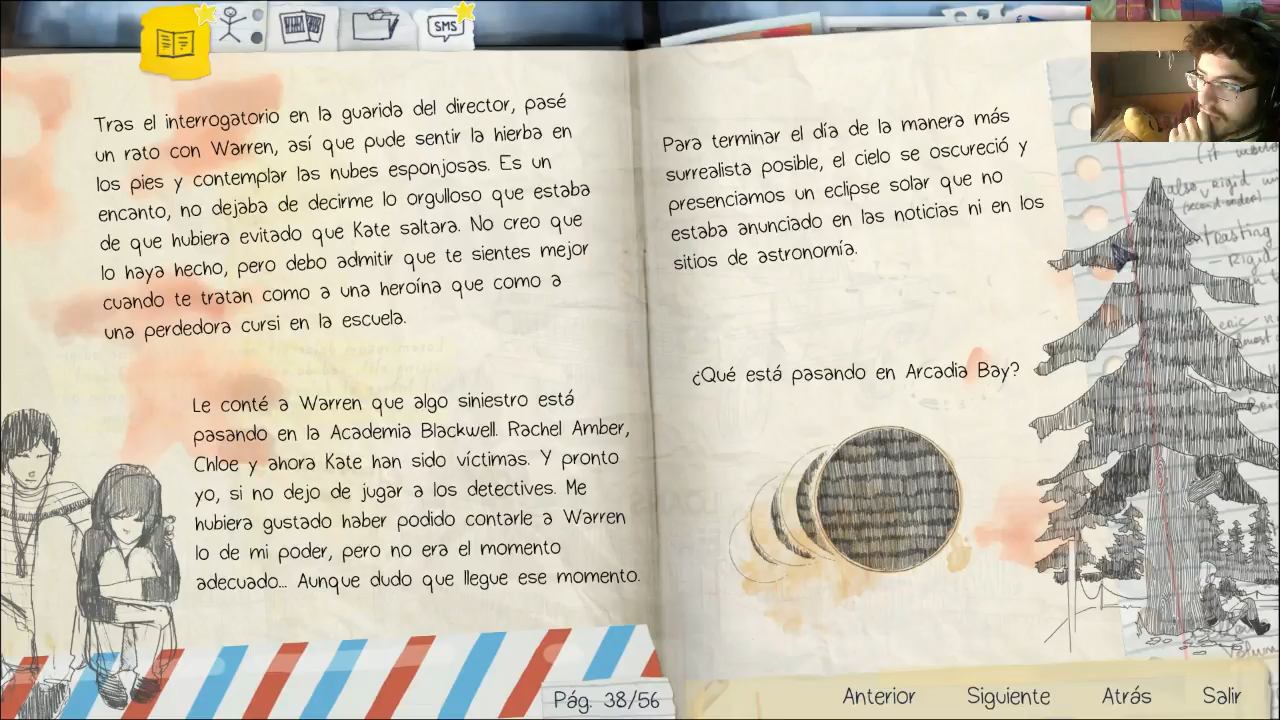 SMS
Tras el interrogatorio en la guarida del director, pasé
un rato con Warren, así que pude sentir la hierba en
los pies y contemplar las nubes esponjosas. Es un
encanto, no dejaba de decirme lo orgulloso que estaba
de que hubiera evitado que Kate saltara. No creo que
lo haya hecho, pero debo admitir que te sientes mejor
cuando te tratan como a una heroína que como a
una perdedora cursi en la escuela.
Le conté a Warren que algo siniestro está
pasando en la Academia Blackwell. Rachel Amber,
Chloe y ahora Kate han sido víctimas. Y pronto
yo, si no dejo de jugar a los detectives. Me
hubiera gustado haber podido contarle a Warren
lo de mi poder, pero no era el momento
adecuado... Aunque dudo que llegue ese momento.
Pág. 38/56
Para terminar el día de la manera más
surrealista posible, el cielo se oscureció y
presenciamos un eclipse solar que no
estaba anunciado en las noticias ni en los
sitios de astronomía.
¿Qué está pasando en Arcadia Bay?
Anterior Siguiente Atrás Salir